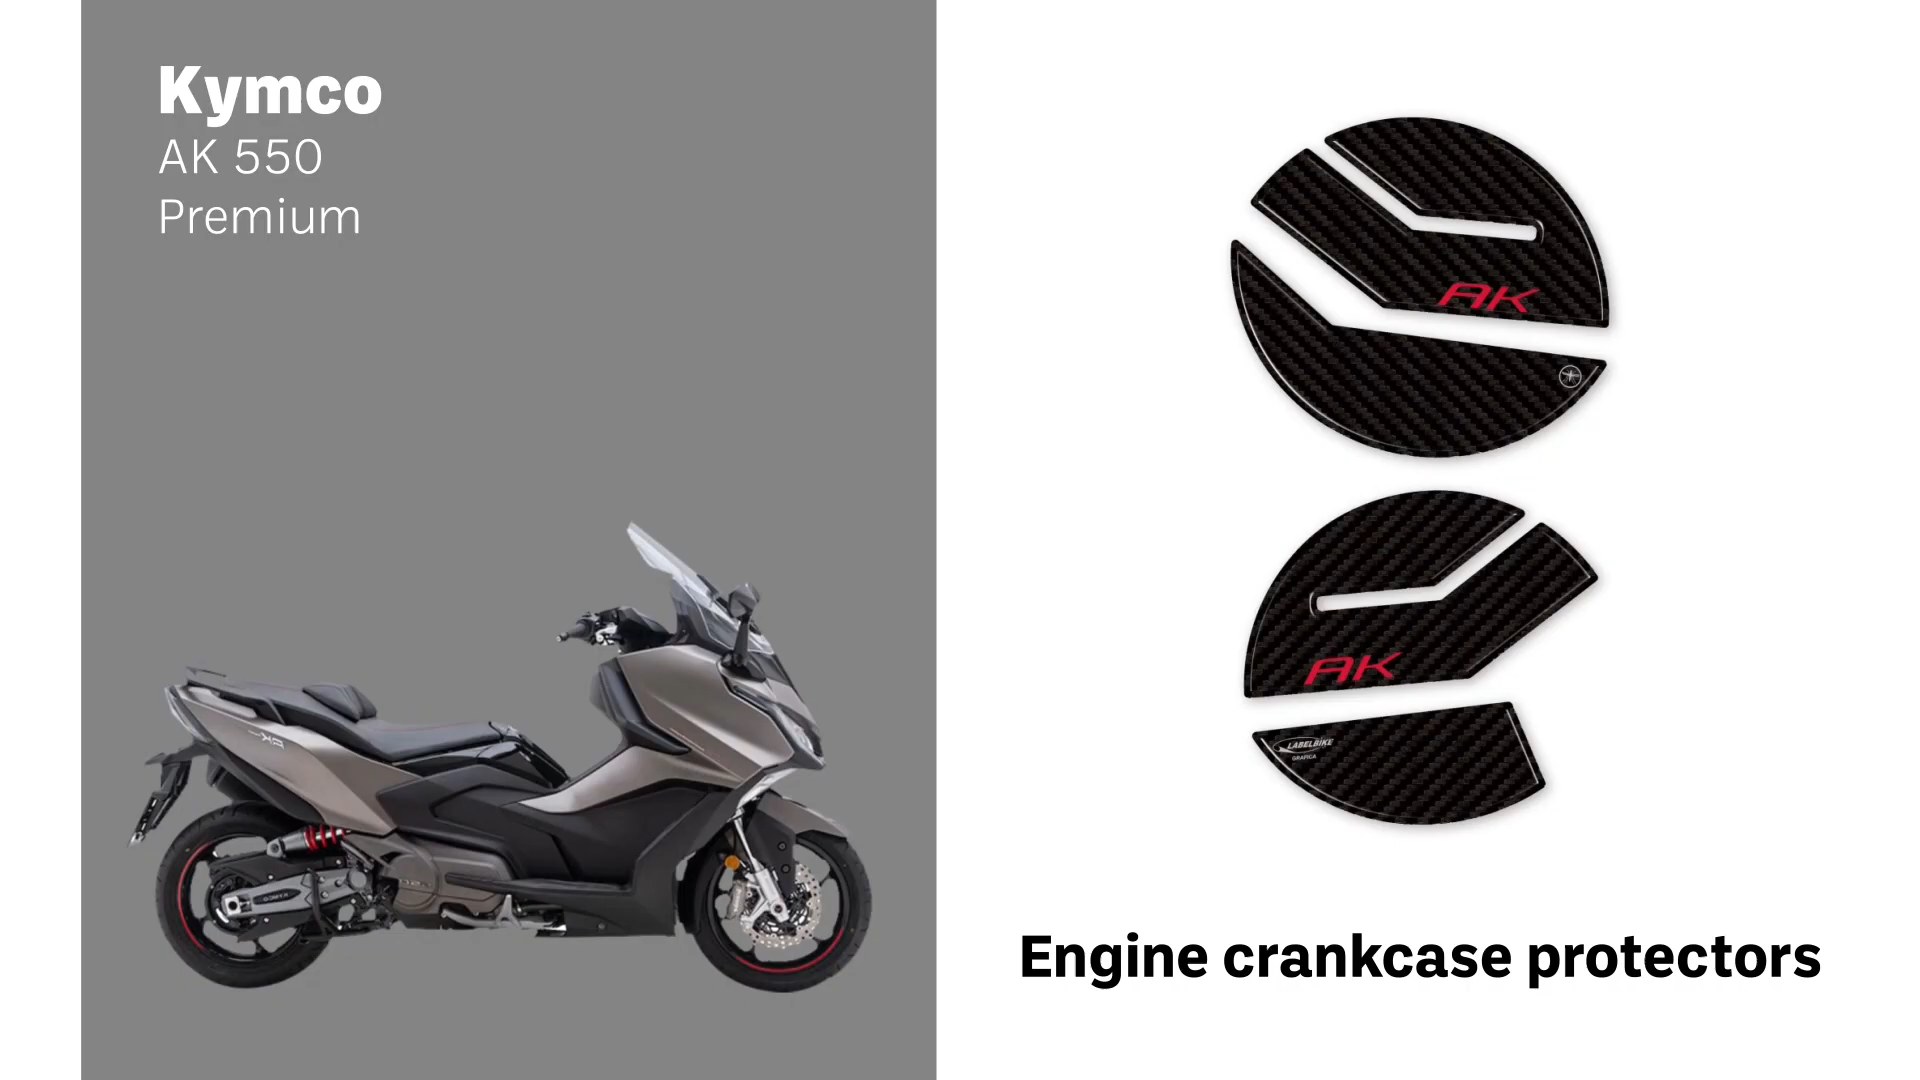 Kymco
AK 550
Premium
AK
AK
LABELBIKE
GRAFICA
Engine crankcase protectors